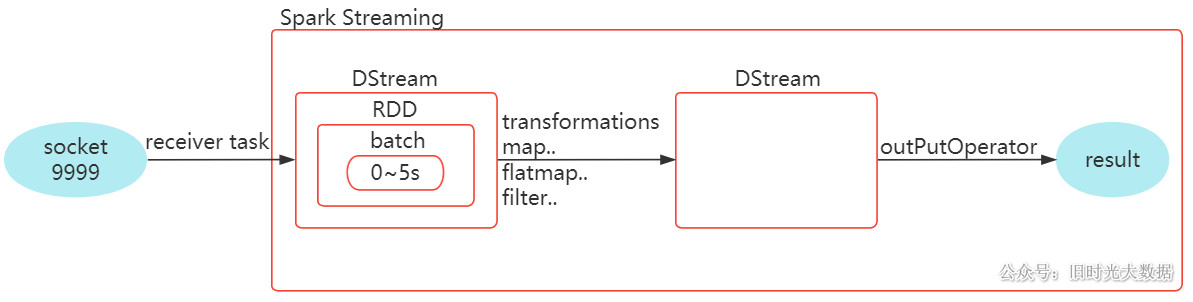 Spark Streaming
DStream
RDD
batch
0~5s
socket
9999
receiver task
transformations
map..
flatmap..
filter..
DStream
outPutOperator
result
公众号：旧时光大数据